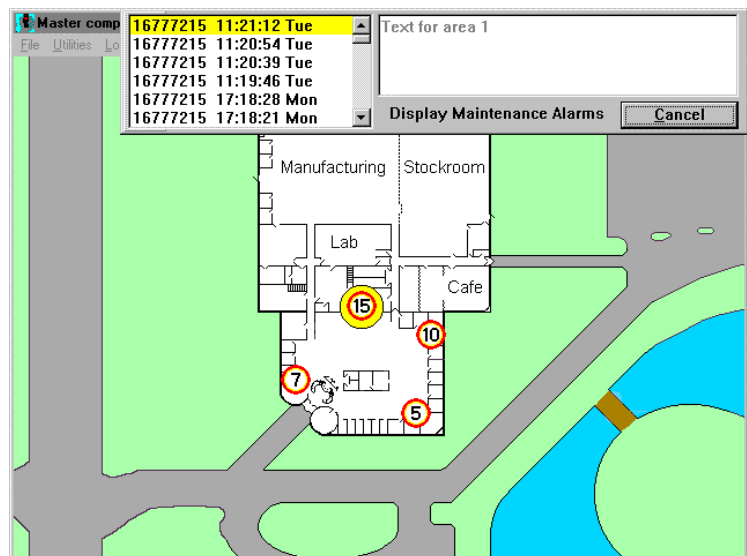 Master comp
File Utilities Lo
16777215 11:21:12 Tue
16777215 11:20:54 Tue
16777215 11:20:39 Tue
16777215 11:19:46 Tue
16777215 17:18:28 Mon
16777215 17:18:21 Mon
Text for area 1
Display Maintenance Alarms
Cancel
Manufacturing
Stockroom
Lab
Cafe
15
10
7
5